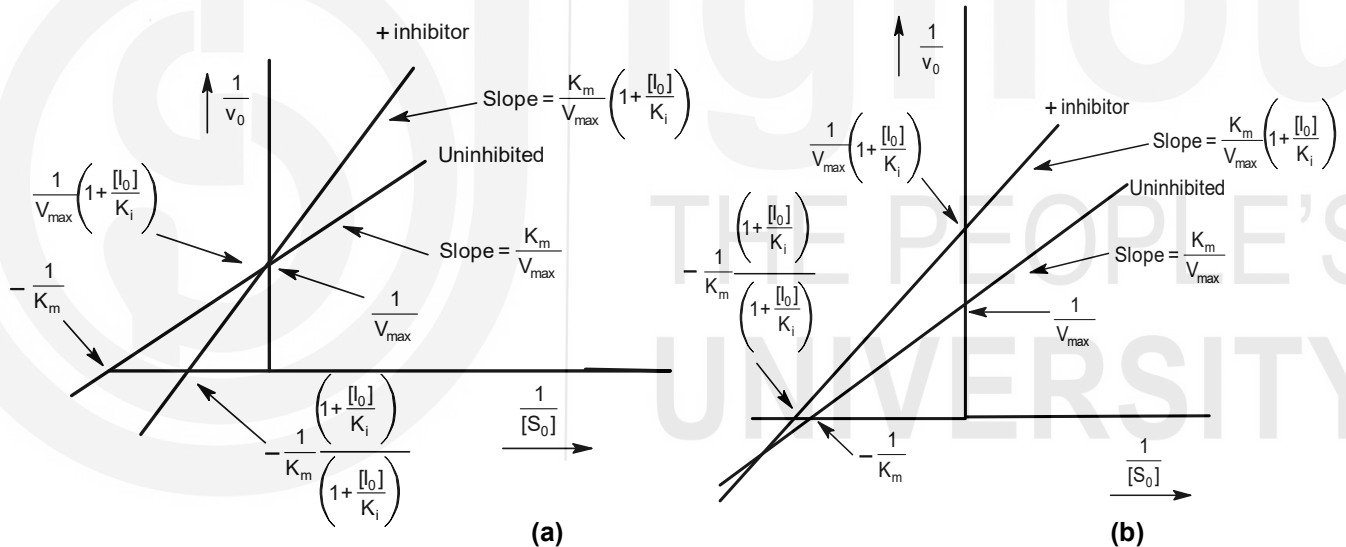 + inhibitor
1/v₀
Slope = Kₘ/Vₘₐₓ (1 + [I₀]/Kᵢ)
Uninhibited
1/Vₘₐₓ (1 + [I₀]/Kᵢ)
Slope = Kₘ/Vₘₐₓ
− 1/Kₘ
1/Vₘₐₓ
− 1/Kₘ (1 + [I₀]/Kᵢ)/(1 + [I₀]/Kᵢ)
1/[S₀]
(a)
1/v₀
+ inhibitor
1/Vₘₐₓ (1 + [I₀]/Kᵢ)
Slope = Kₘ/Vₘₐₓ (1 + [I₀]/Kᵢ)
Uninhibited
− 1/Kₘ (1 + [I₀]/Kᵢ)/(1 + [I₀]/Kᵢ)
Slope = Kₘ/Vₘₐₓ
1/Vₘₐₓ
− 1/Kₘ
1/[S₀]
(b)
THE PEOPLE'S
UNIVERSITY